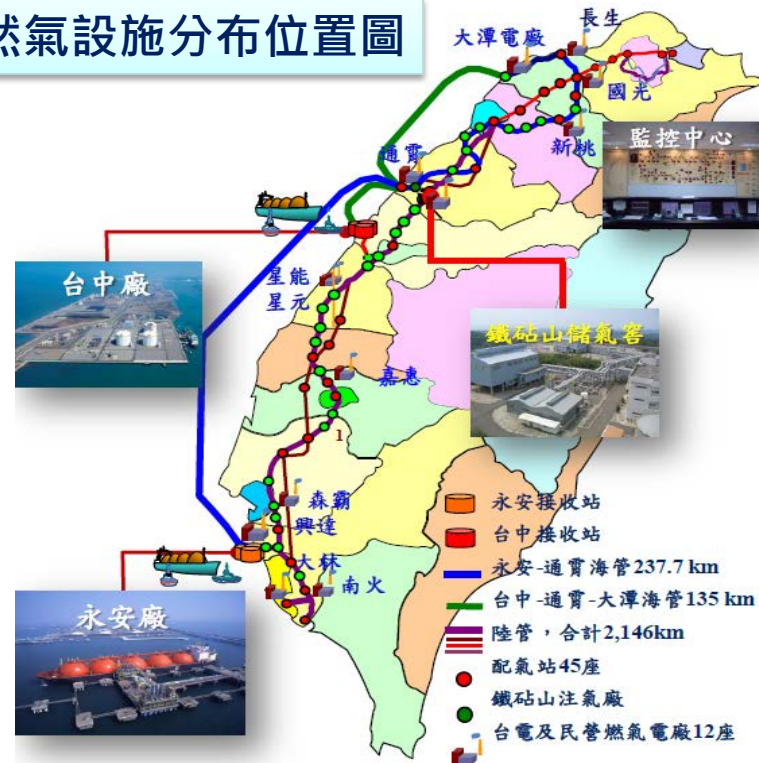 然氣設施分布位置圖
長生
大潭電廠
國光
新桃
監控中心
通霄
台中廠
星能
星元
鐵砧山儲氣窖
嘉惠
1
森霸
興達
大林
南火
永安廠
永安接收站
台中接收站
永安-通霄海管237.7 km
台中-通霄-大潭海管135 km
陸管，合計2,146km
配氣站45座
鐵砧山注氣廠
台電及民營燃氣電廠12座